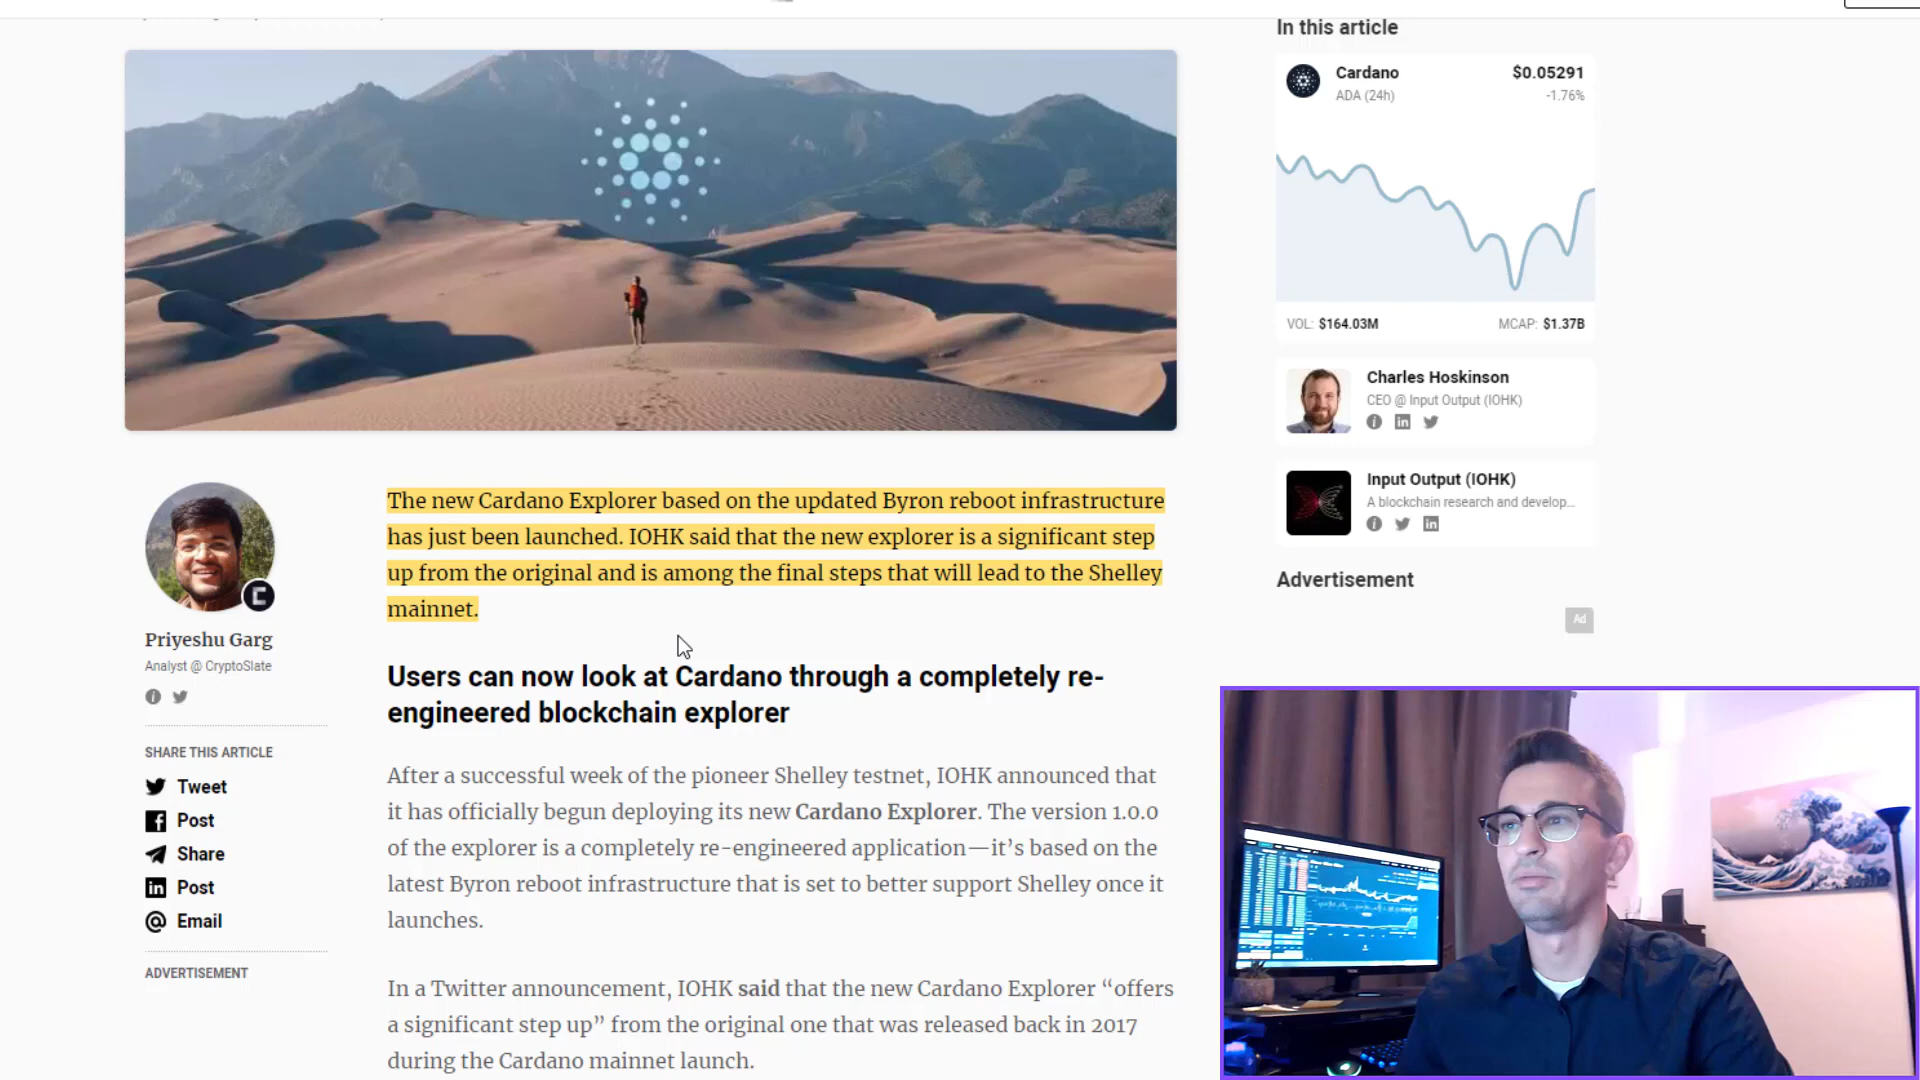 In this article
Cardano
$0.05291
ADA (24h)
-1.76%
VOL: $164.03M
MCAP: $1.37B
Charles Hoskinson
CEO @ Input Output (IOHK)
Input Output (IOHK)
A blockchain research and develop...
Advertisement
Ad
The new Cardano Explorer based on the updated Byron reboot infrastructure
has just been launched. IOHK said that the new explorer is a significant step
up from the original and is among the final steps that will lead to the Shelley
mainnet.
Priyeshu Garg
Analyst @ CryptoSlate
SHARE THIS ARTICLE
Tweet
Post
Share
Post
Email
ADVERTISEMENT
Users can now look at Cardano through a completely re-
engineered blockchain explorer
After a successful week of the pioneer Shelley testnet, IOHK announced that
it has officially begun deploying its new Cardano Explorer. The version 1.0.0
of the explorer is a completely re-engineered application—it’s based on the
latest Byron reboot infrastructure that is set to better support Shelley once it
launches.
In a Twitter announcement, IOHK said that the new Cardano Explorer “offers
a significant step up” from the original one that was released back in 2017
during the Cardano mainnet launch.